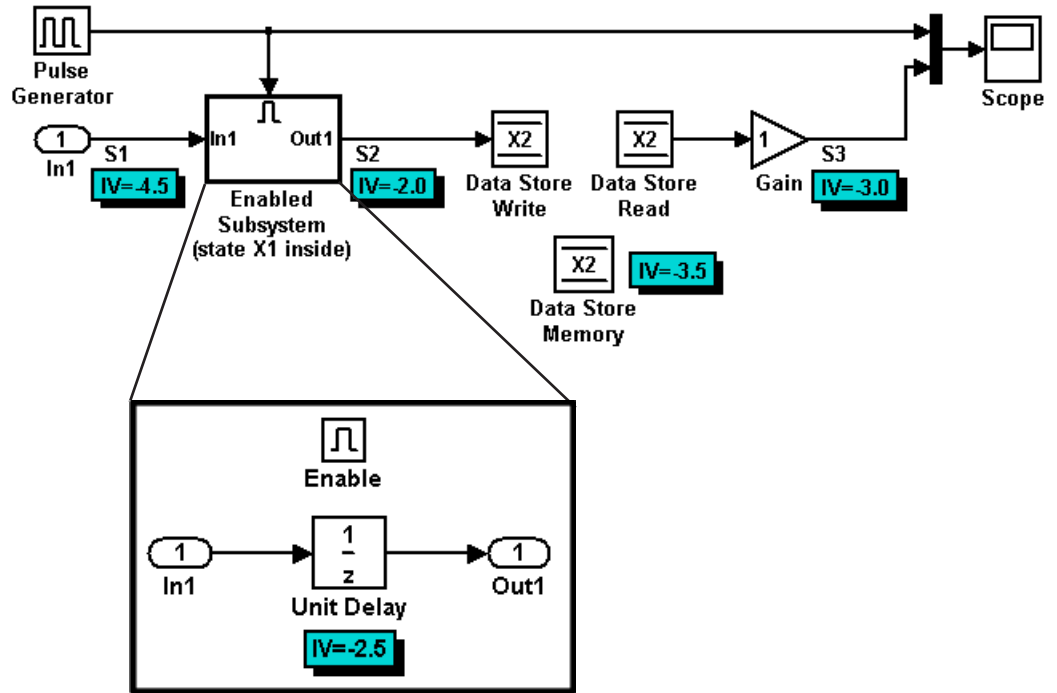 Pulse
Generator
1
In1
S1
IV=-4.5
In1
Out1
Enabled
Subsystem
(state X1 inside)
S2
IV=-2.0
X2
Data Store
Write
X2
Data Store
Read
1
Gain
S3
IV=-3.0
Scope
X2
IV=-3.5
Data Store
Memory
Enable
1
In1
1
z
Unit Delay
IV=-2.5
1
Out1